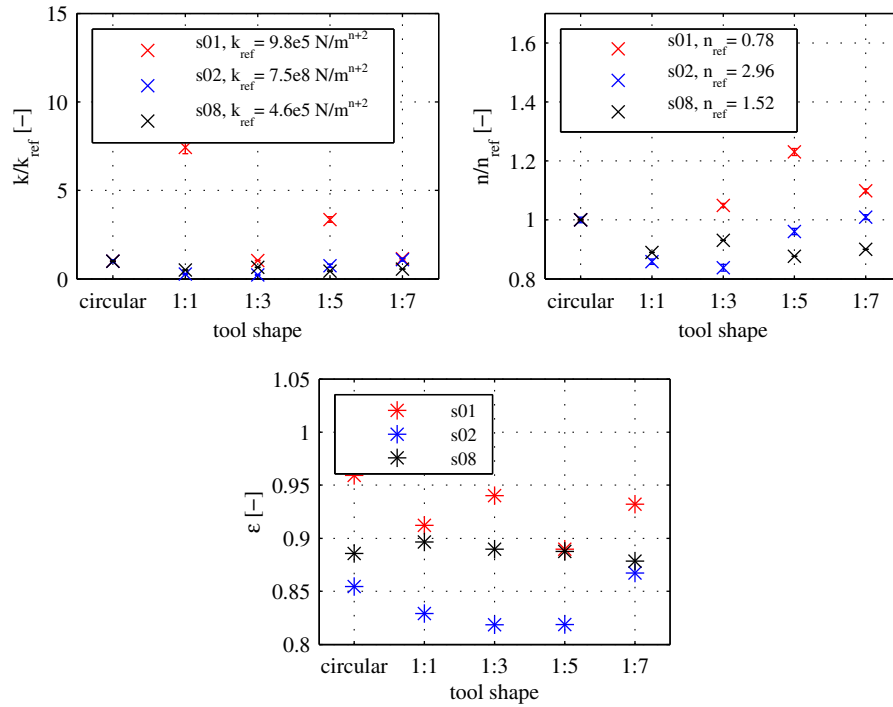 15
10
5
0
k/k_ref [−]
s01, k_ref = 9.8e5 N/m^n+2
s02, k_ref = 7.5e8 N/m^n+2
s08, k_ref = 4.6e5 N/m^n+2
circular 1:1 1:3 1:5 1:7
tool shape
1.6
1.4
1.2
1
0.8
n/n_ref [−]
s01, n_ref = 0.78
s02, n_ref = 2.96
s08, n_ref = 1.52
circular 1:1 1:3 1:5 1:7
tool shape
1.05
1
0.95
0.9
0.85
0.8
ε [−]
s01
s02
s08
circular 1:1 1:3 1:5 1:7
tool shape